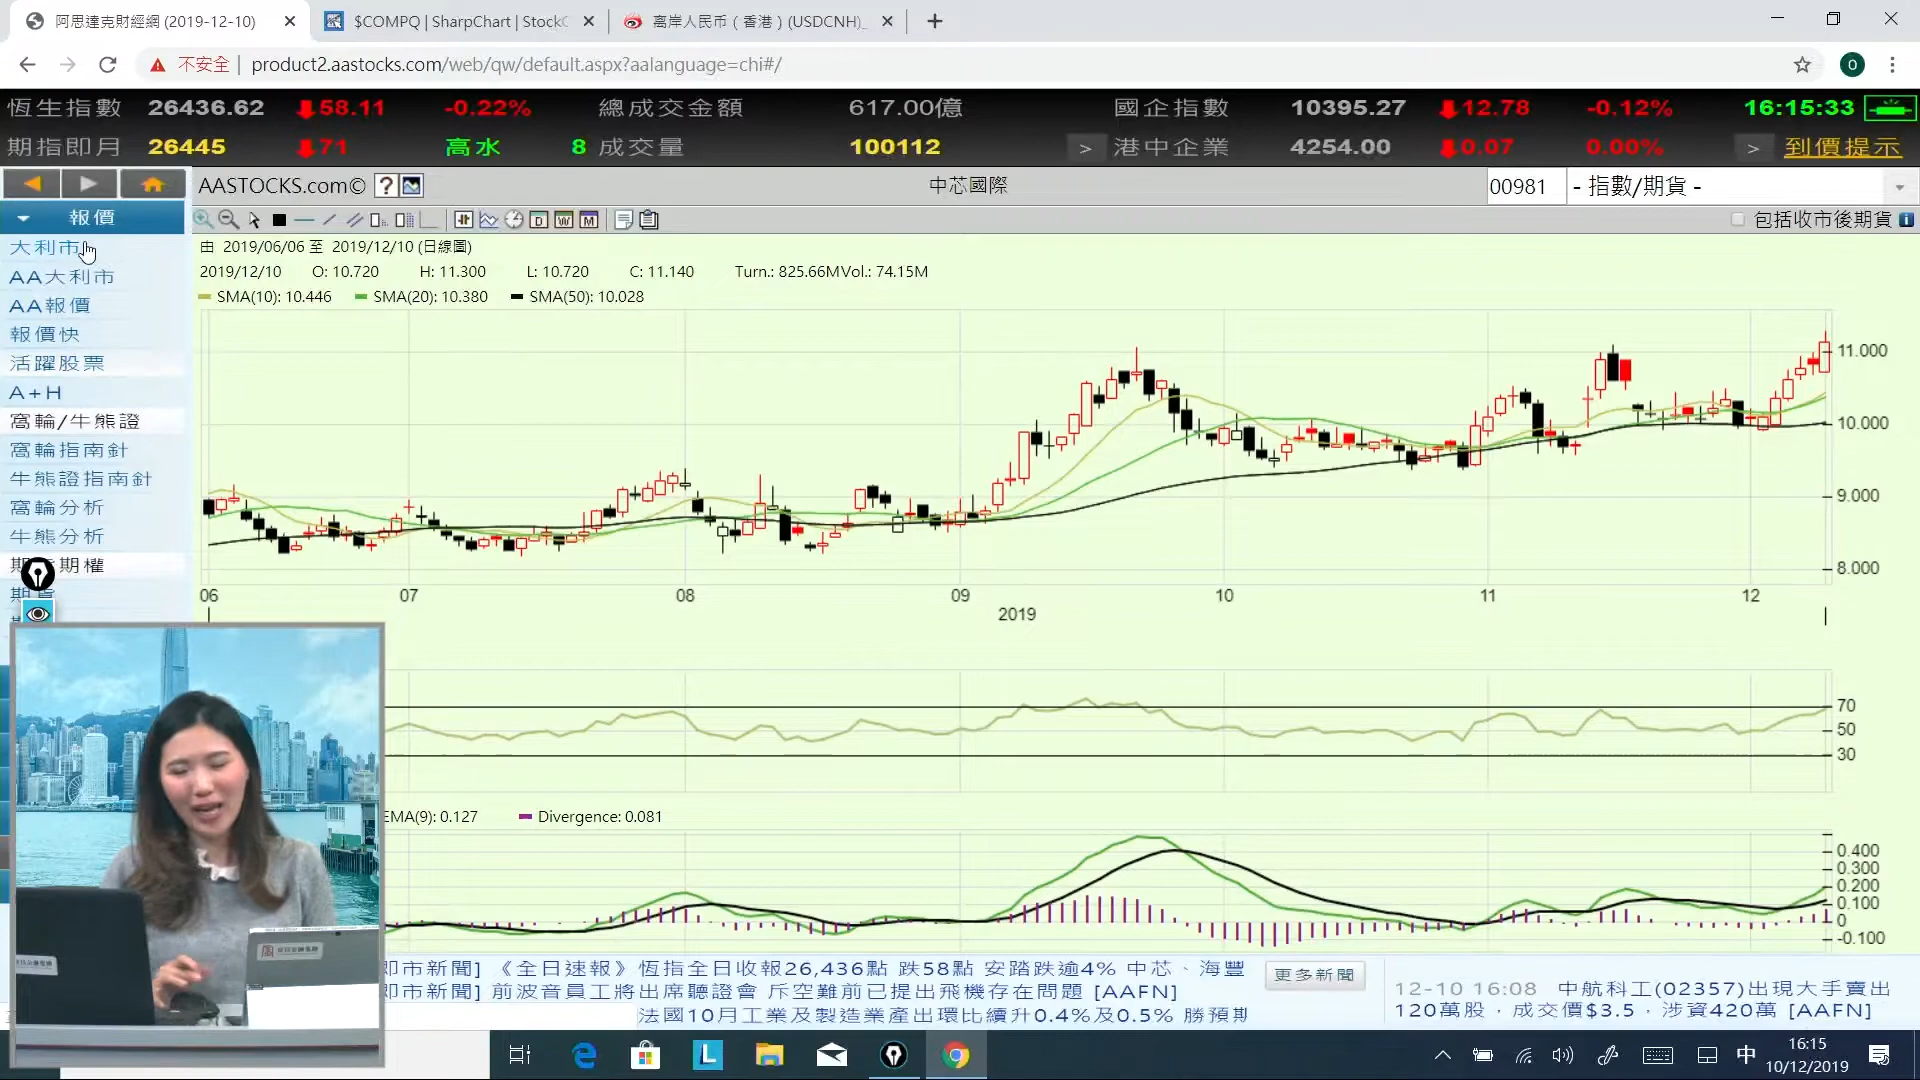 阿思達克財經網 (2019-12-10)
$COMPQ | SharpChart | StockC
离岸人民币（香港）(USDCNH)_
不安全 | product2.aastocks.com/web/qw/default.aspx?aalanguage=chi#/
O
恆生指數 26436.62 58.11 -0.22% 總成交金額 617.00億 國企指數 10395.27 12.78 -0.12% 16:15:33
期指即月 26445 71 高水 8 成交量 100112 > 港中企業 4254.00 0.07 0.00% > 到價提示
AASTOCKS.com© ? 中芯國際 00981 - 指數/期貨 -
報價
D W M
包括收市後期貨 i
大利市
AA大利市
AA報價
報價快
活躍股票
A+H
窩輪/牛熊證
窩輪指南針
牛熊證指南針
窩輪分析
牛熊分析
期權
期貨
由 2019/06/06 至 2019/12/10 (日線圖)
2019/12/10 O: 10.720 H: 11.300 L: 10.720 C: 11.140 Turn.: 825.66MVol.: 74.15M
SMA(10): 10.446 SMA(20): 10.380 SMA(50): 10.028
11.000
10.000
9.000
8.000
06 07 08 09 10 11 12
2019
70
50
30
EMA(9): 0.127 Divergence: 0.081
0.400
0.300
0.200
0.100
0
-0.100
即市新聞] 《全日速報》恆指全日收報26,436點 跌58點 安踏跌逾4% 中芯、海豐
即市新聞] 前波音員工將出席聽證會 斥空難前已提出飛機存在問題 [AAFN]
法國10月工業及製造業產出環比續升0.4%及0.5% 勝預期
更多新聞
12-10 16:08 中航科工(02357)出現大手賣出
120萬股，成交價$3.5，涉資420萬 [AAFN]
L
中
16:15
10/12/2019